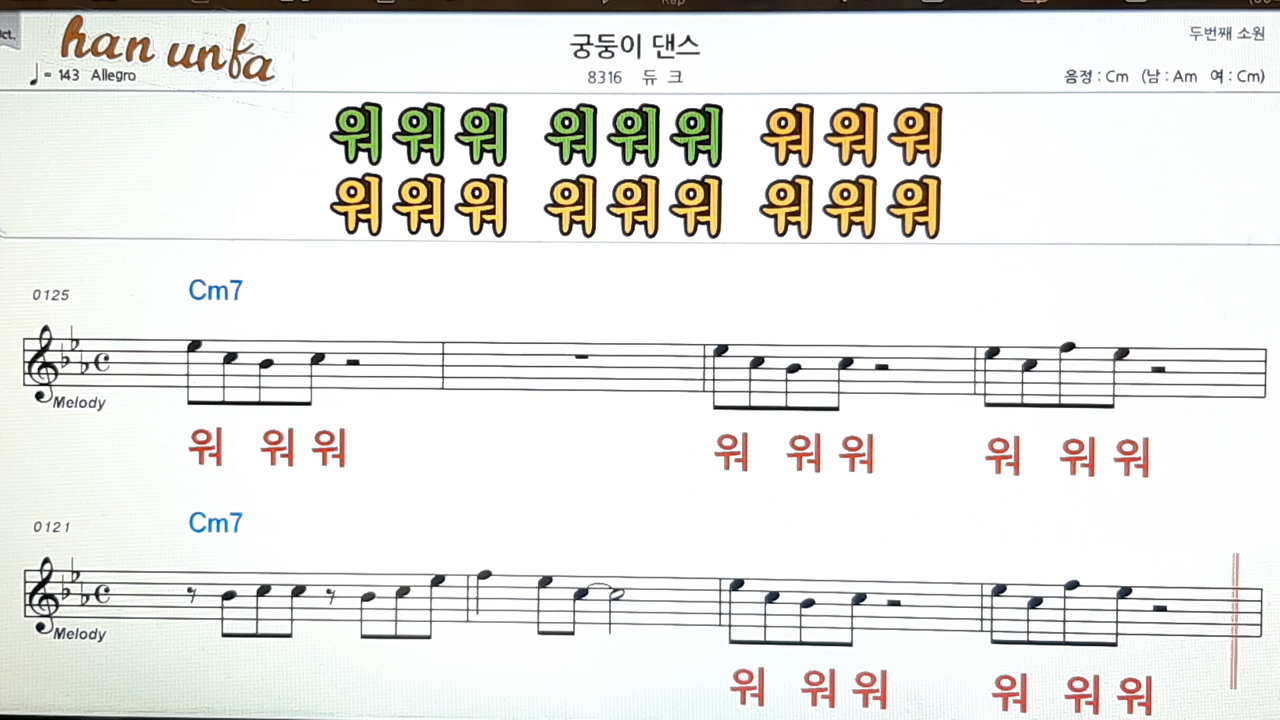 Rap
ct.
han unfa
궁둥이 댄스
두번째 소원
= 143 Allegro
8316 듀 크
음정 : Cm (남 : Am 여 : Cm)
워워워 워워워 워워워
워워워 워워워 워워워
0125
Cm7
Melody
워 워 워 워 워 워 워 워 워
0121
Cm7
Melody
워 워 워 워 워 워